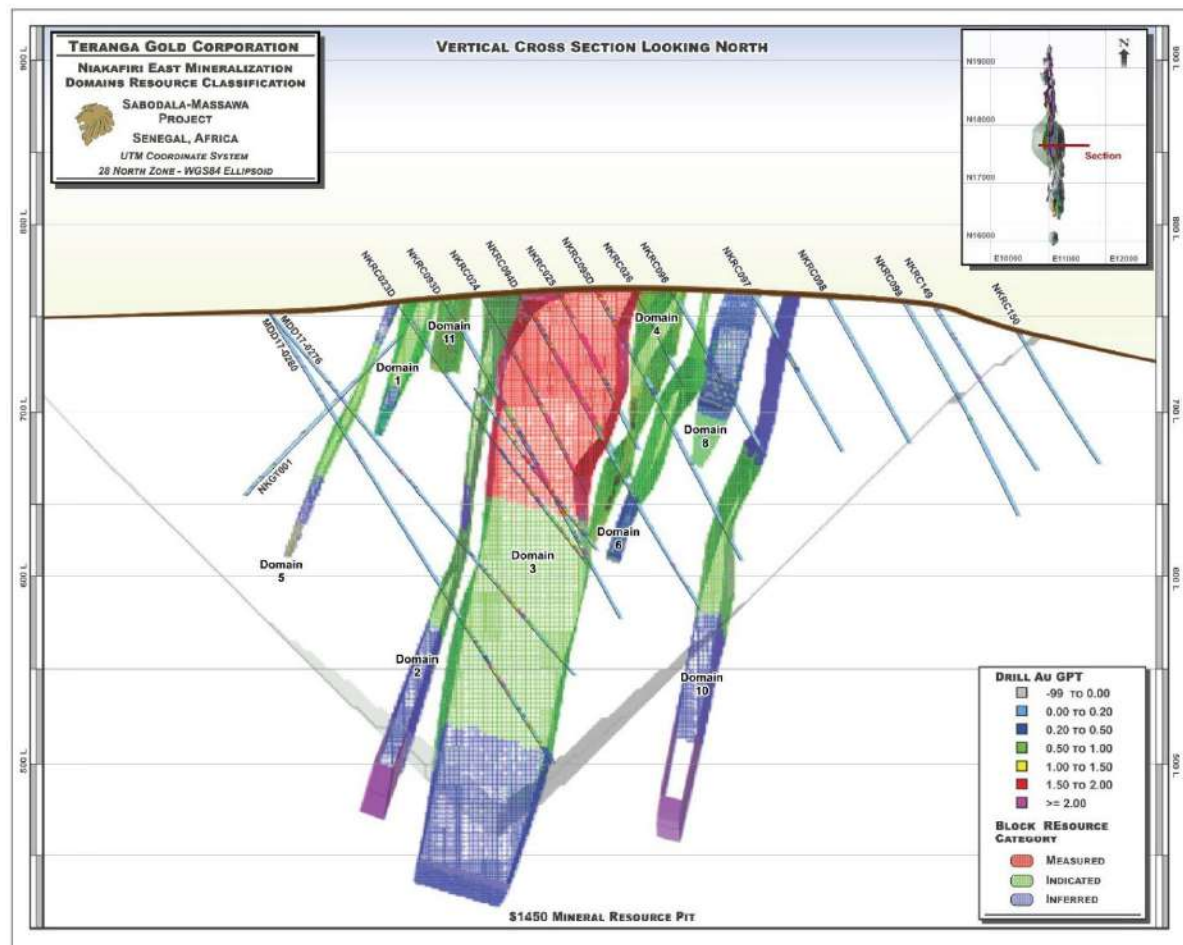 TERANGA GOLD CORPORATION
NIAKAFIRI EAST MINERALIZATION
DOMAINS RESOURCE CLASSIFICATION
SABODALA-MASSAWA
PROJECT
SENEGAL, AFRICA
UTM COORDINATE SYSTEM
28 NORTH ZONE - WGS84 ELLIPSOID
VERTICAL CROSS SECTION LOOKING NORTH
N19000
N18000
N17000
N16000
E10000
E11000
E12000
Z
Section
900 L
800 L
700 L
600 L
500 L
900 L
800 L
700 L
600 L
500 L
NKRC023D
NKRC093D
NKRC024
NKRC094D
NKRC025
NKRC095D
NKRC026
NKRC096
NKRC097
NKRC098
NKRC099
NKRC149
NKRC150
MDD17-0276
MDD17-0280
NKGT001
Domain
11
Domain
1
Domain
4
Domain
8
Domain
6
Domain
5
Domain
3
Domain
2
Domain
10
DRILL AU GPT
-99 TO 0.00
0.00 TO 0.20
0.20 TO 0.50
0.50 TO 1.00
1.00 TO 1.50
1.50 TO 2.00
>= 2.00
BLOCK RESOURCE
CATEGORY
MEASURED
INDICATED
INFERRED
$1450 MINERAL RESOURCE PIT